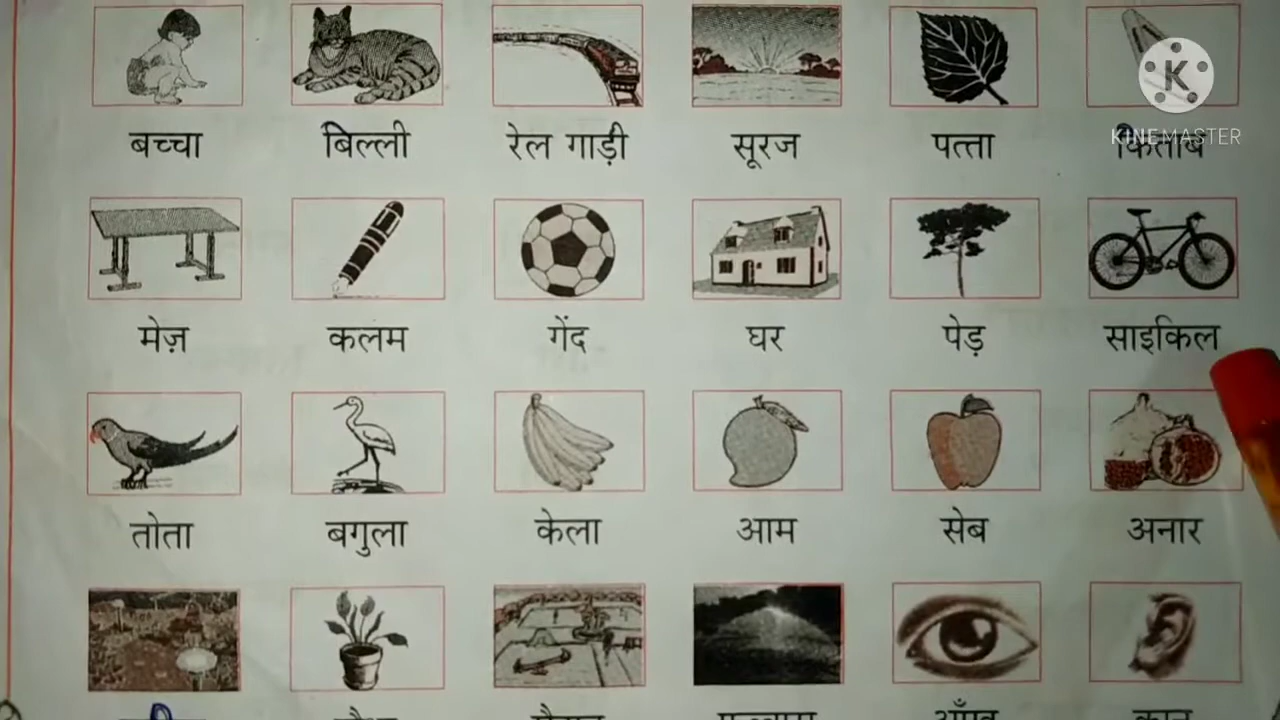 बच्चा बिल्ली रेल गाड़ी सूरज पत्ता किताब
K
KINEMASTER
मेज़ कलम गेंद घर पेड़ साइकिल
तोता बगुला केला आम सेब अनार
आँख कान